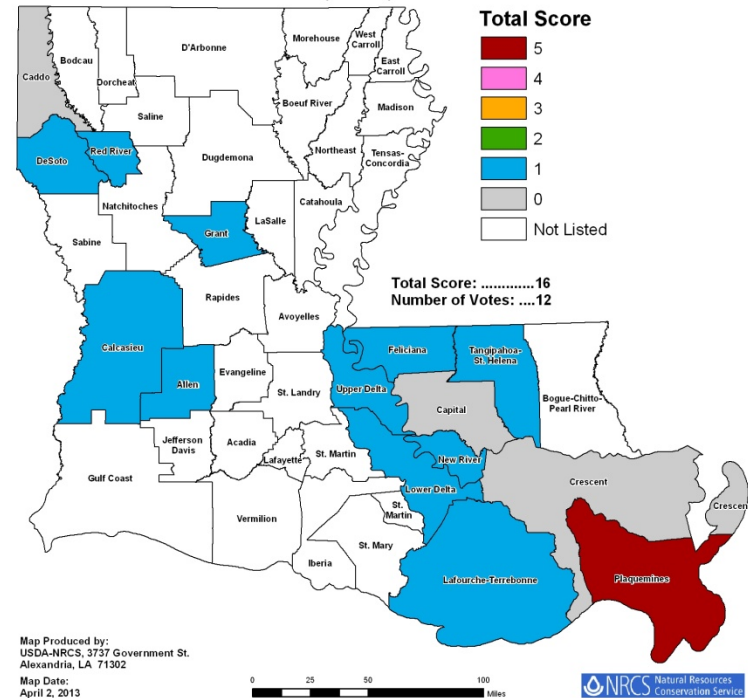 Total Score
5
4
3
2
1
0
Not Listed
Caddo
Bodcau
Dorcheat
D'Arbonne
Morehouse
West
Carroll
East
Carroll
Saline
Boeuf River
Madison
DeSoto
Red River
Dugdemona
Northeast
Tensas-
Concordia
Natchitoches
Catahoula
Sabine
Grant
LaSalle
Total Score: .............16
Number of Votes: ....12
Rapides
Avoyelles
Calcasieu
Allen
Evangeline
St. Landry
Feliciana
Tangipahoa-
St. Helena
Upper Delta
Capital
Bogue-Chitto-
Pearl River
Jefferson
Davis
Acadia
Lafayette
St. Martin
New River
Gulf Coast
Lower Delta
Crescent
Crescen
Vermilion
St.
Martin
Iberia
St. Mary
Lafourche-Terrebonne
Plaquemines
Map Produced by:
USDA-NRCS, 3737 Government St.
Alexandria, LA 71302
Map Date:
April 2, 2013
0 25 50 100
Miles
NRCS Natural Resources
Conservation Service